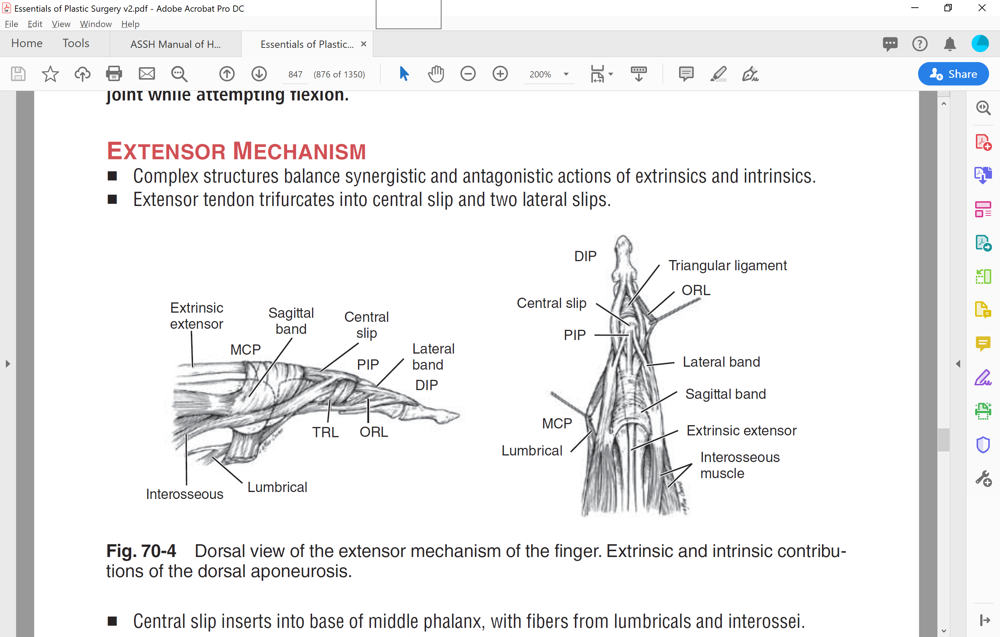 Essentials of Plastic Surgery v2.pdf - Adobe Acrobat Pro DC
File Edit View Window Help
Home Tools ASSH Manual of H... Essentials of Plastic... ×
847 (876 of 1350) 200% Share
joint while attempting flexion.
EXTENSOR MECHANISM
■ Complex structures balance synergistic and antagonistic actions of extrinsics and intrinsics.
■ Extensor tendon trifurcates into central slip and two lateral slips.
Extrinsic
extensor
MCP
Sagittal
band
Central
slip
PIP
Lateral
band
DIP
TRL
ORL
Interosseous
Lumbrical
DIP
Triangular ligament
ORL
Central slip
PIP
Lateral band
Sagittal band
MCP
Extrinsic extensor
Lumbrical
Interosseous
muscle
Fig. 70-4 Dorsal view of the extensor mechanism of the finger. Extrinsic and intrinsic contribu-
tions of the dorsal aponeurosis.
■ Central slip inserts into base of middle phalanx, with fibers from lumbricals and interossei.